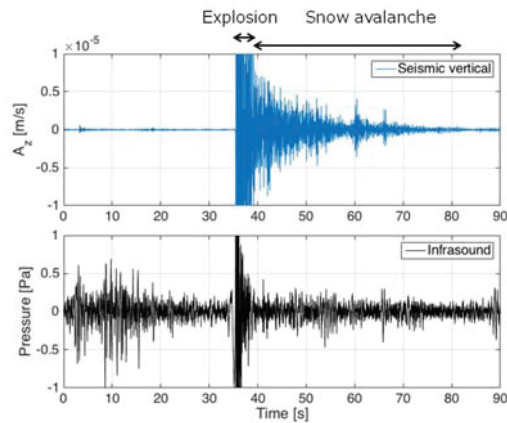 Explosion Snow avalanche
×10⁻⁵
1
0.5
0
-0.5
-1
A_z [m/s]
Seismic vertical
0 10 20 30 40 50 60 70 80 90
1
0.5
0
-0.5
-1
Pressure [Pa]
Infrasound
0 10 20 30 40 50 60 70 80 90
Time [s]